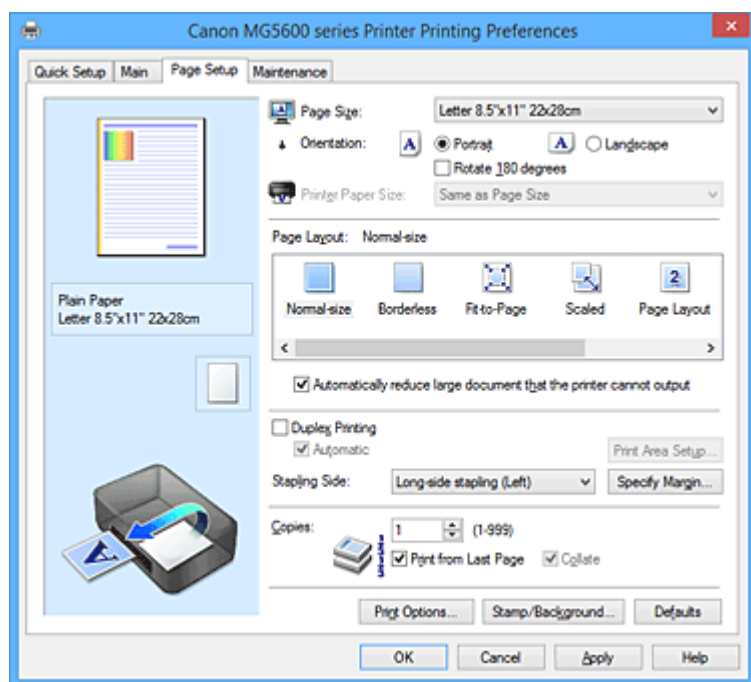 Canon MG5600 series Printer Printing Preferences
Quick Setup Main Page Setup Maintenance
Page Size: Letter 8.5"x11" 22x28cm
Orientation: A Portrait A Landscape
Rotate 180 degrees
Printer Paper Size: Same as Page Size
Page Layout: Normal-size
2
Normal-size Borderless Fit-to-Page Scaled Page Layout
Plain Paper
Letter 8.5"x11" 22x28cm
Automatically reduce large document that the printer cannot output
Duplex Printing
Automatic Print Area Setup...
Stapling Side: Long-side stapling (Left) Specify Margin...
Copies: 1 (1-999)
Print from Last Page Collate
A
Print Options... Stamp/Background... Defaults
OK Cancel Apply Help